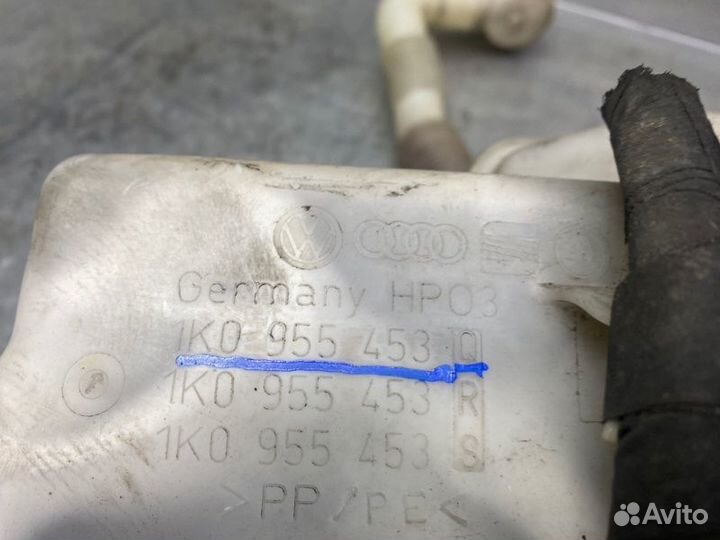 Germany HP03
1K0 955 453 Q
1K0 955 453 R
1K0 955 453 S
>PP/PE<
Avito